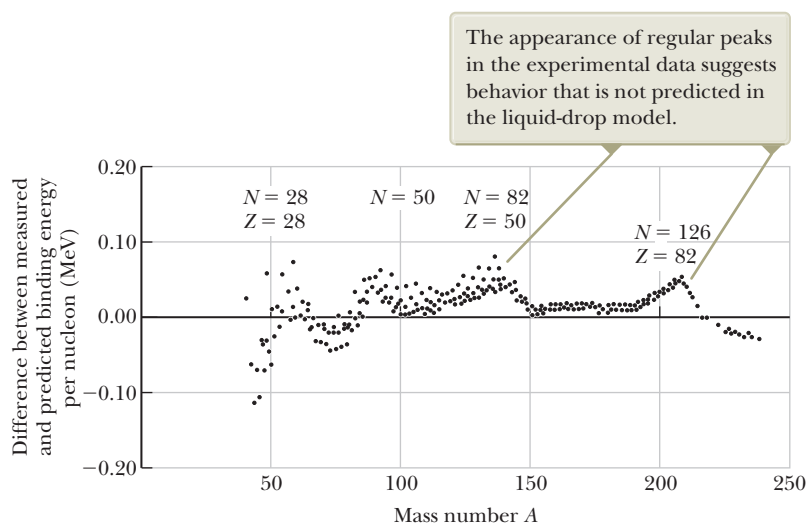 The appearance of regular peaks
in the experimental data suggests
behavior that is not predicted in
the liquid-drop model.
Difference between measured
and predicted binding energy
per nucleon (MeV)
0.20
0.10
0.00
−0.10
−0.20
N = 28
Z = 28
N = 50
N = 82
Z = 50
N = 126
Z = 82
50
100
150
200
250
Mass number A